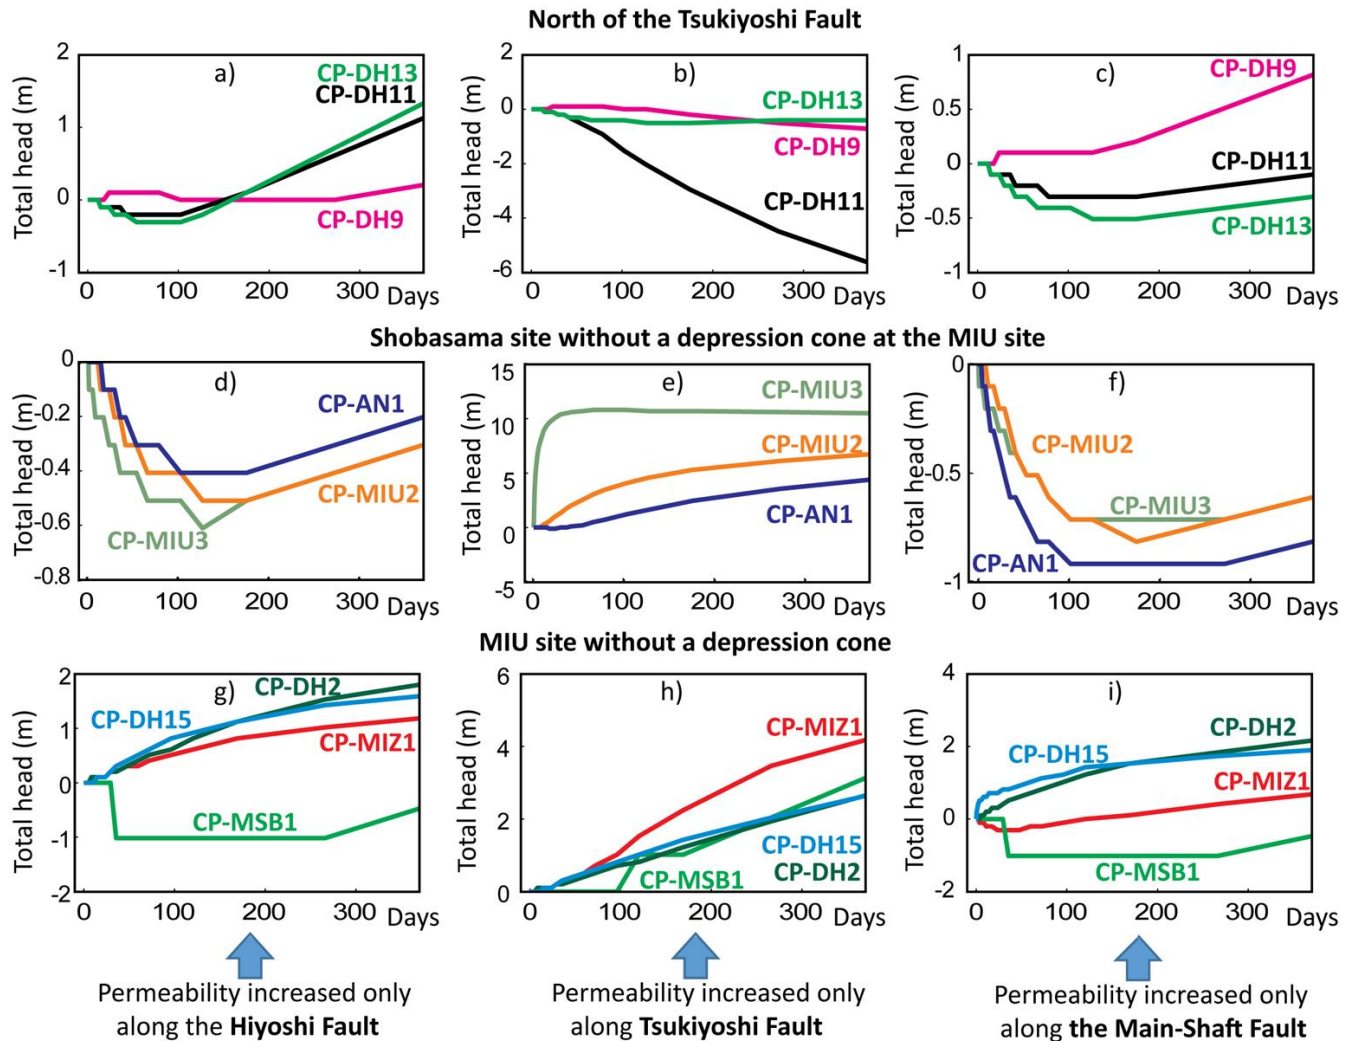 North of the Tsukiyoshi Fault
a)
CP-DH13
CP-DH11
CP-DH9
Total head (m)
2
1
0
-1
0 100 200 300 Days
b)
CP-DH13
CP-DH9
CP-DH11
Total head (m)
2
0
-2
-4
-6
0 100 200 300 Days
c)
CP-DH9
CP-DH11
CP-DH13
Total head (m)
1
0.5
0
-0.5
-1
0 100 200 300 Days
Shobasama site without a depression cone at the MIU site
d)
CP-AN1
CP-MIU2
CP-MIU3
Total head (m)
0
-0.2
-0.4
-0.6
-0.8
0 100 200 300 Days
e)
CP-MIU3
CP-MIU2
CP-AN1
Total head (m)
15
10
5
0
-5
0 100 200 300 Days
f)
CP-MIU2
CP-MIU3
CP-AN1
Total head (m)
0
-0.5
-1
0 100 200 300 Days
MIU site without a depression cone
g)
CP-DH2
CP-DH15
CP-MIZ1
CP-MSB1
Total head (m)
2
1
0
-1
-2
0 100 200 300 Days
h)
CP-MIZ1
CP-DH15
CP-MSB1
CP-DH2
Total head (m)
6
4
2
0
0 100 200 300 Days
i)
CP-DH2
CP-DH15
CP-MIZ1
CP-MSB1
Total head (m)
4
2
0
-2
0 100 200 300 Days
Permeability increased only
along the Hiyoshi Fault
Permeability increased only
along Tsukiyoshi Fault
Permeability increased only
along the Main-Shaft Fault